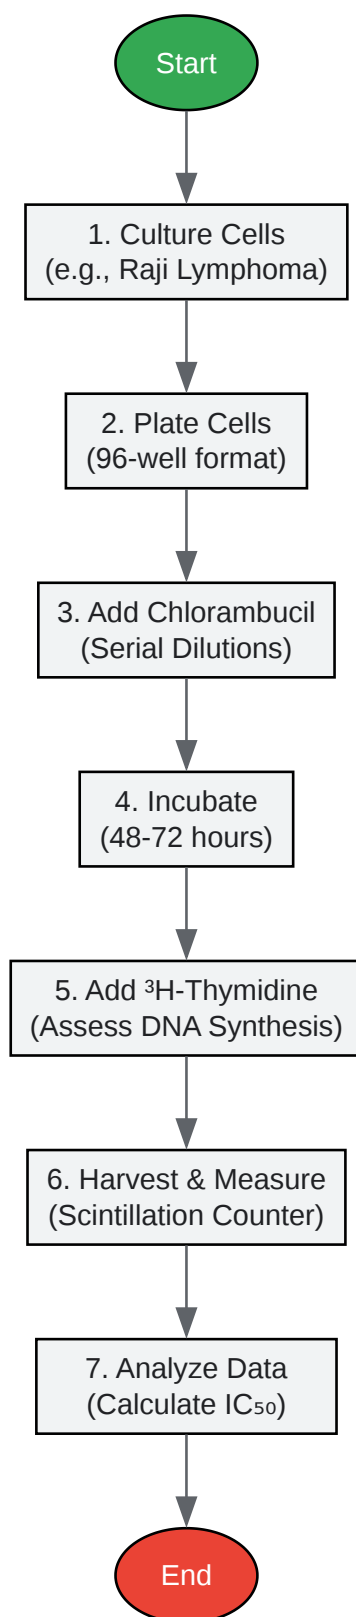 Start
1. Culture Cells
(e.g., Raji Lymphoma)
2. Plate Cells
(96-well format)
3. Add Chlorambucil
(Serial Dilutions)
4. Incubate
(48-72 hours)
5. Add ³H-Thymidine
(Assess DNA Synthesis)
6. Harvest & Measure
(Scintillation Counter)
7. Analyze Data
(Calculate IC₅₀)
End